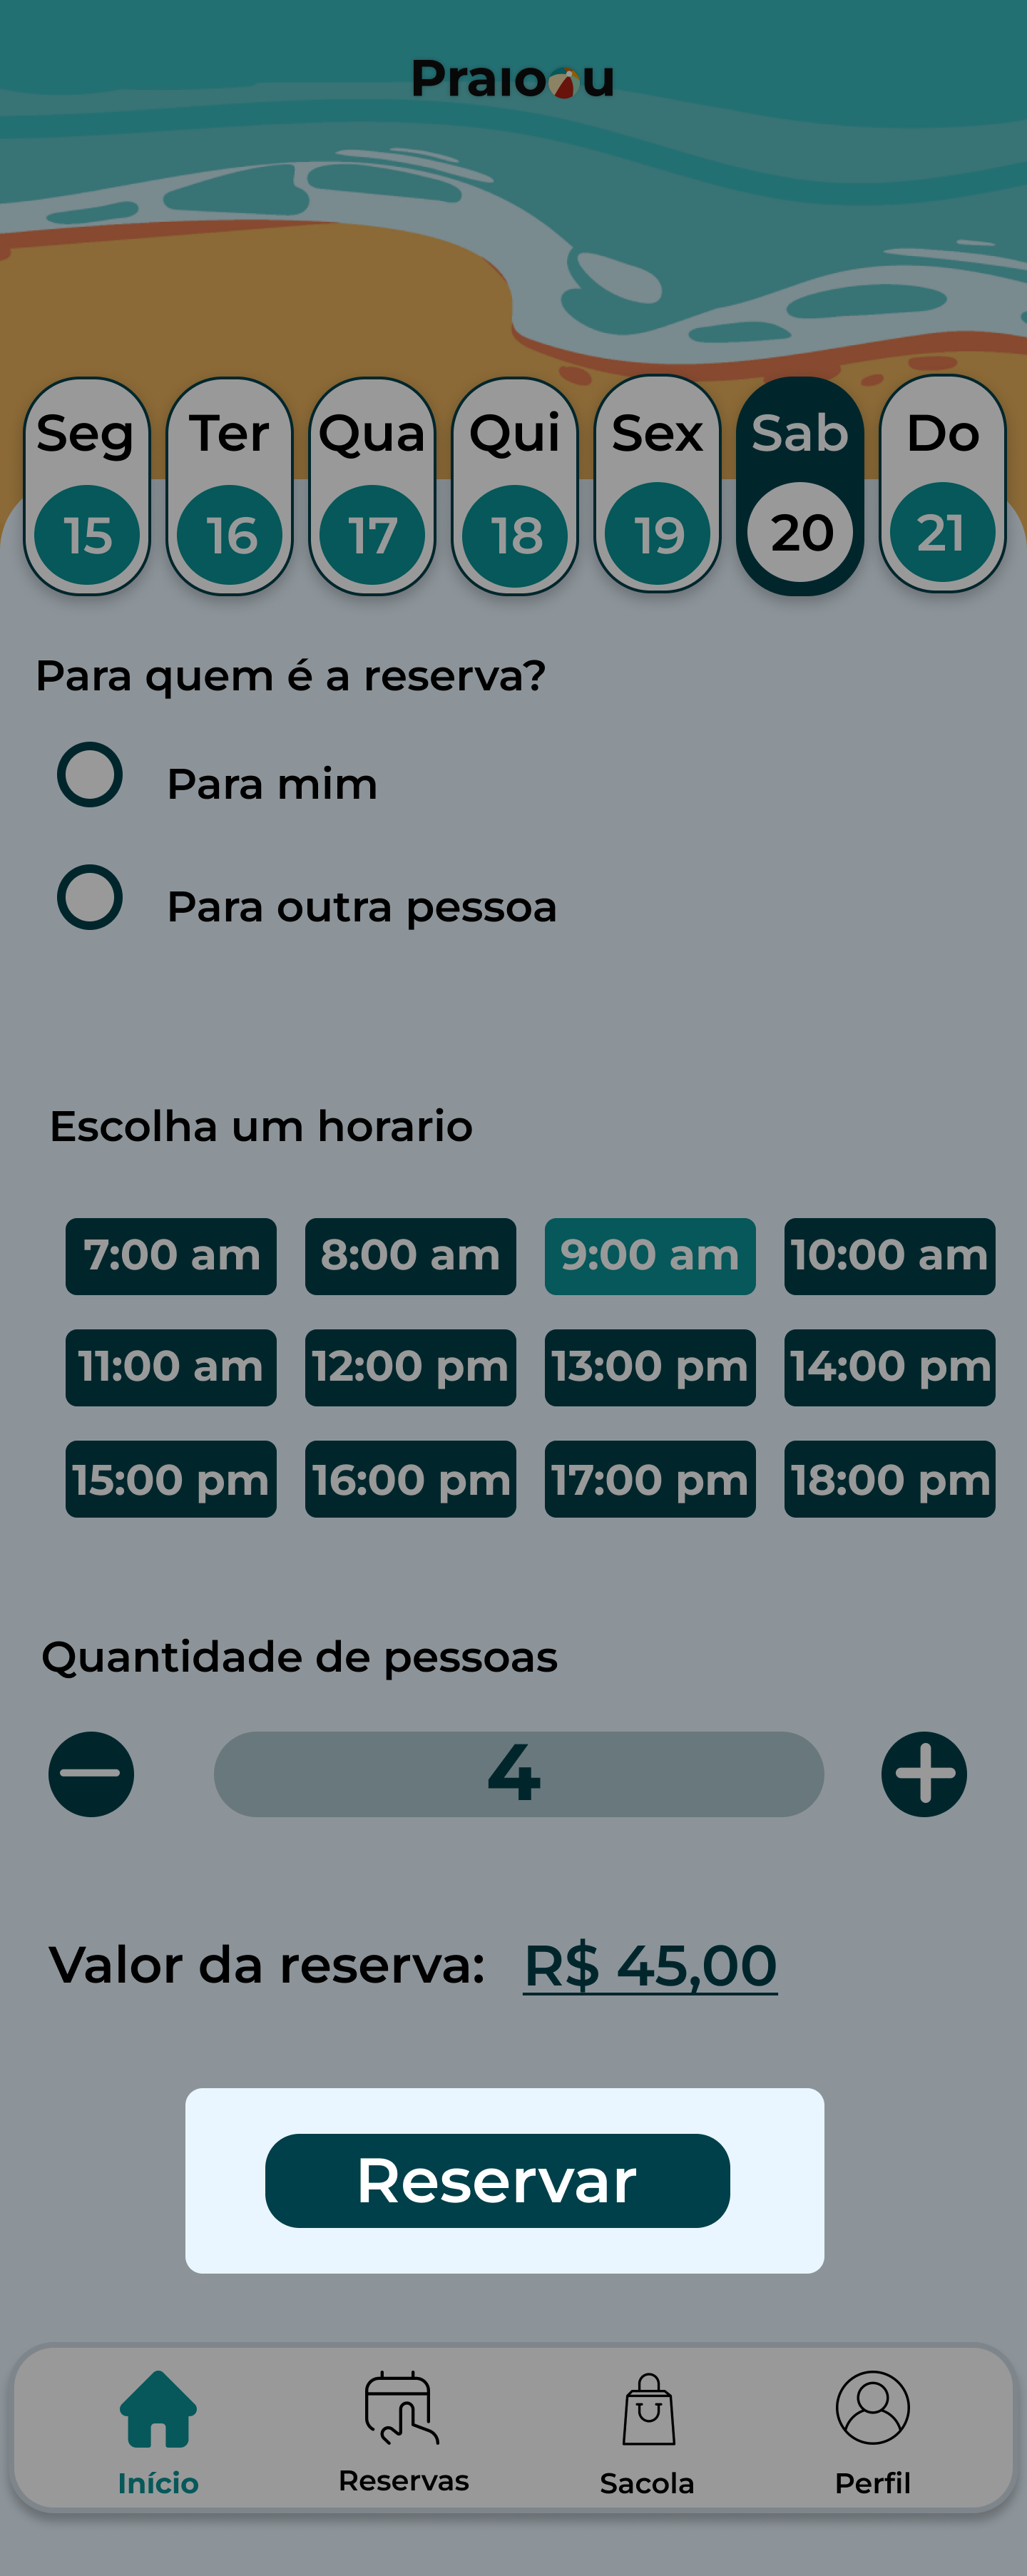 Praiou
Seg Ter Qua Qui Sex Sab Do
15 16 17 18 19 20 21
Para quem é a reserva?
Para mim
Para outra pessoa
Escolha um horario
7:00 am 8:00 am 9:00 am 10:00 am
11:00 am 12:00 pm 13:00 pm 14:00 pm
15:00 pm 16:00 pm 17:00 pm 18:00 pm
Quantidade de pessoas
4
Valor da reserva: R$ 45,00
Reservar
Início Reservas Sacola Perfil